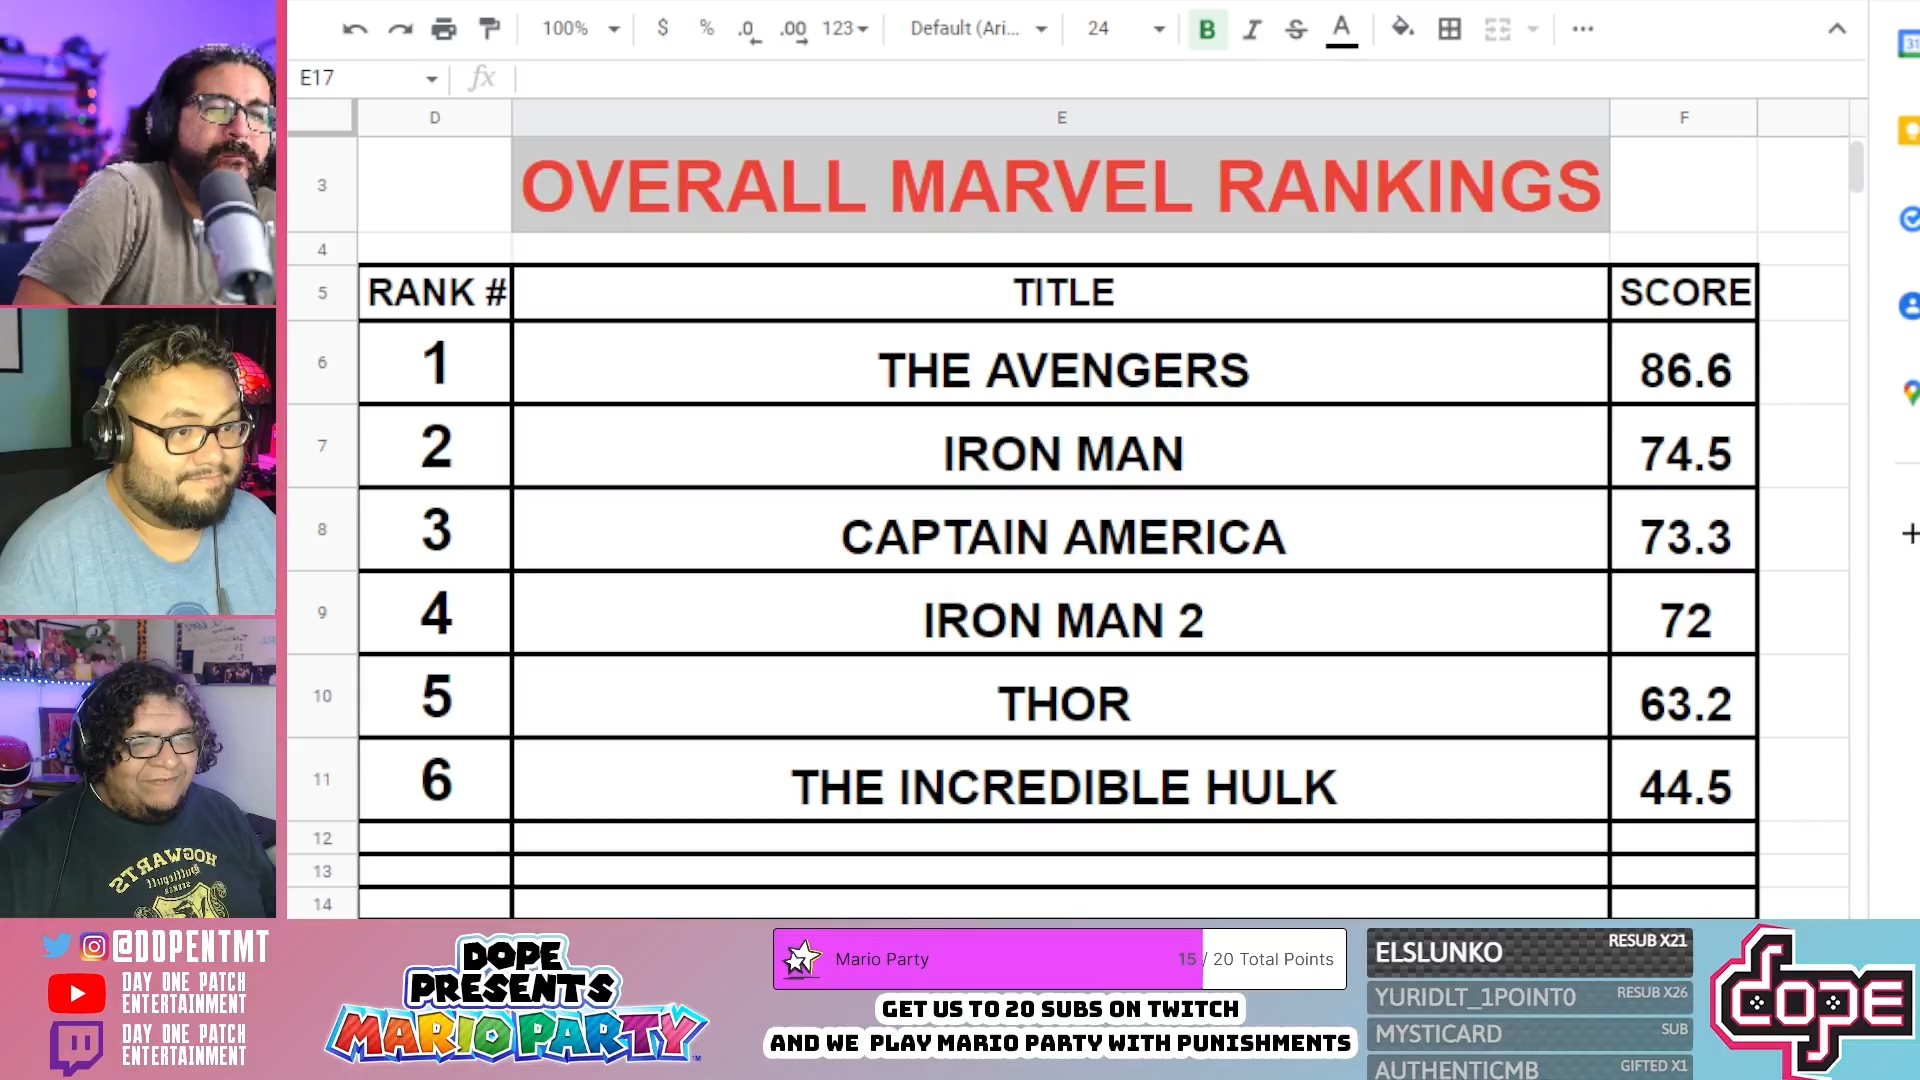 100%
$
%
.0
.00
123
Default (Ari...
24
B
I
S
A
...
E17
fx
D
E
F
3
OVERALL MARVEL RANKINGS
4
5
RANK #
TITLE
SCORE
6
1
THE AVENGERS
86.6
7
2
IRON MAN
74.5
8
3
CAPTAIN AMERICA
73.3
9
4
IRON MAN 2
72
10
5
THOR
63.2
11
6
THE INCREDIBLE HULK
44.5
12
13
14
31
HOGWARTS
@DOPENTMT
DAY ONE PATCH
ENTERTAINMENT
DAY ONE PATCH
ENTERTAINMENT
DOPE
PRESENTS
MARIO PARTY
Mario Party
15 / 20 Total Points
GET US TO 20 SUBS ON TWITCH
AND WE PLAY MARIO PARTY WITH PUNISHMENTS
ELSLUNKO
RESUB X21
YURIDLT_1POINT0
RESUB X26
MYSTICARD
SUB
AUTHENTICMB
GIFTED X1
dope